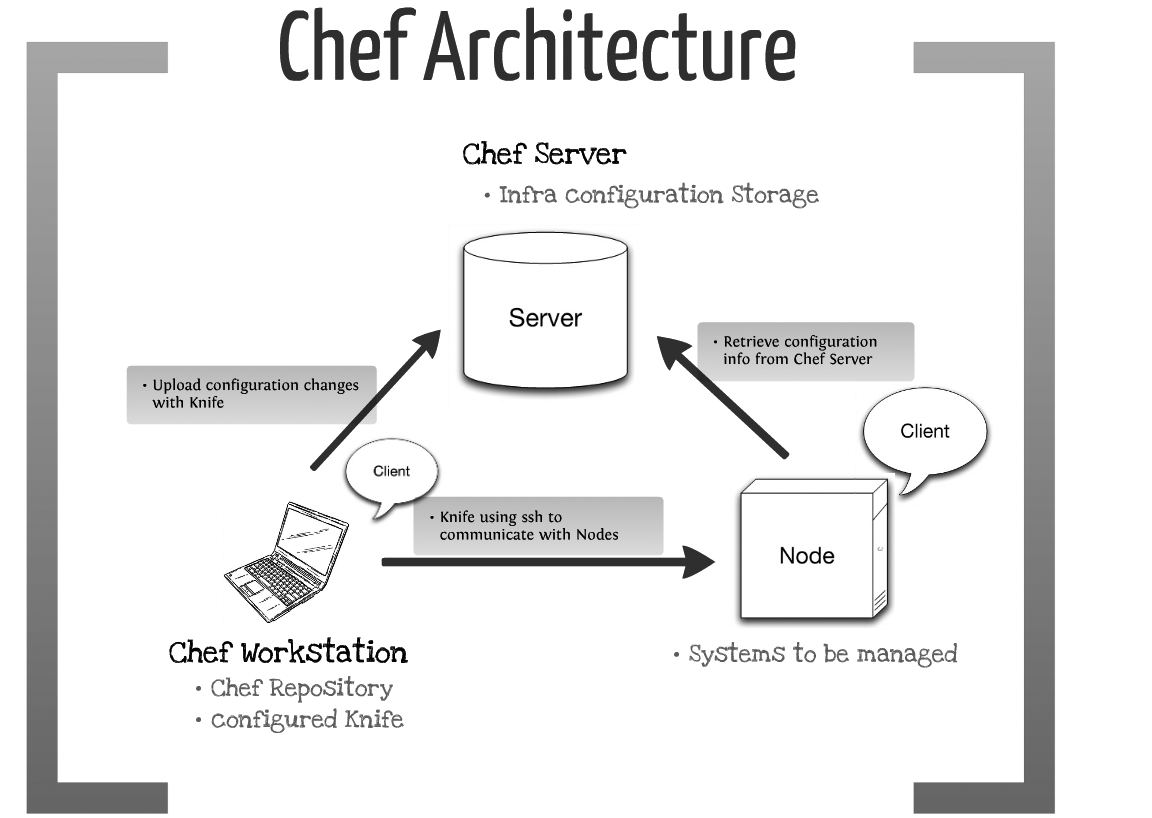 Chef Architecture
Chef Server
• Infra Configuration Storage
Server
• Retrieve configuration
info from Chef Server
• Upload configuration changes
with Knife
Client
Client
• Knife using ssh to
communicate with Nodes
Node
Chef Workstation
• Chef Repository
• Configured Knife
• Systems to be managed